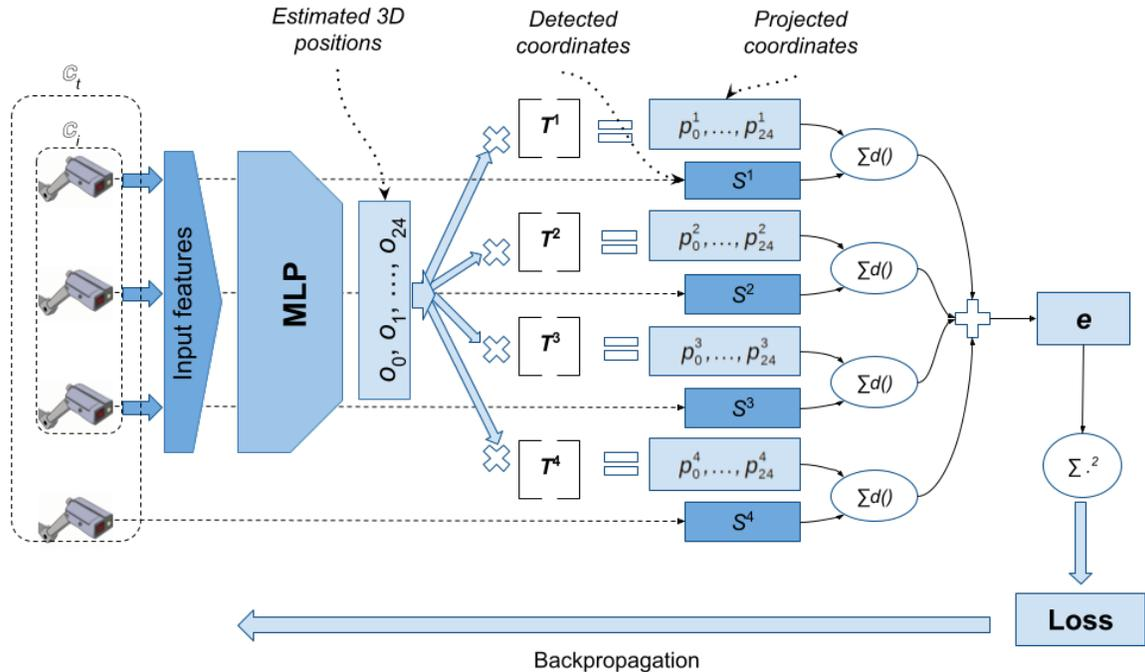 Estimated 3D
positions
Detected
coordinates
Projected
coordinates
ℂₜ
ℂᵢ
Input features
MLP
o₀, o₁, ..., o₂₄
T¹
p₀¹,...,p₂₄¹
S¹
∑d()
T²
p₀²,...,p₂₄²
S²
∑d()
T³
p₀³,...,p₂₄³
S³
∑d()
T⁴
p₀⁴,...,p₂₄⁴
S⁴
∑d()
e
∑ .²
Loss
Backpropagation